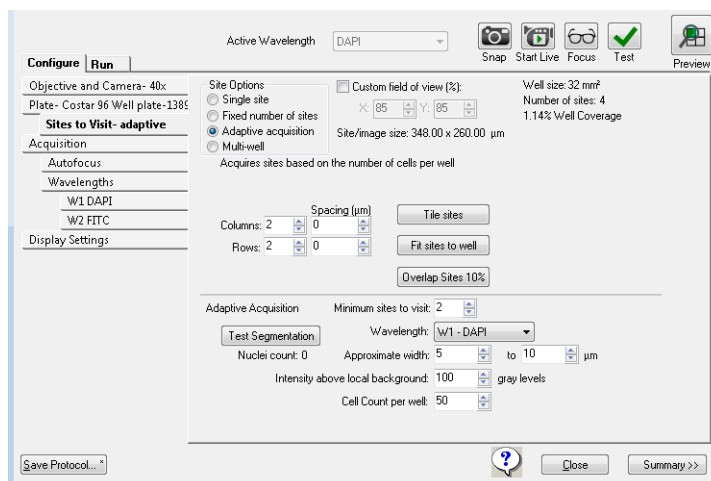 Active Wavelength DAPI
Snap Start Live Focus Test Preview
Configure Run
Objective and Camera- 40x
Plate- Costar 96 Well plate-1389
Sites to Visit- adaptive
Acquisition
Autofocus
Wavelengths
W1 DAPI
W2 FITC
Display Settings
Site Options
Single site
Fixed number of sites
Adaptive acquisition
Multi-well
Custom field of view (%):
X: 85 Y: 85
Site/image size: 348.00 x 260.00 µm
Well size: 32 mm²
Number of sites: 4
1.14% Well Coverage
Acquires sites based on the number of cells per well
Spacing (µm)
Columns: 2 0
Rows: 2 0
Tile sites
Fit sites to well
Overlap Sites 10%
Adaptive Acquisition Minimum sites to visit: 2
Test Segmentation Wavelength: W1 - DAPI
Nuclei count: 0 Approximate width: 5 to 10 µm
Intensity above local background: 100 gray levels
Cell Count per well: 50
Save Protocol... * ? Close Summary >>